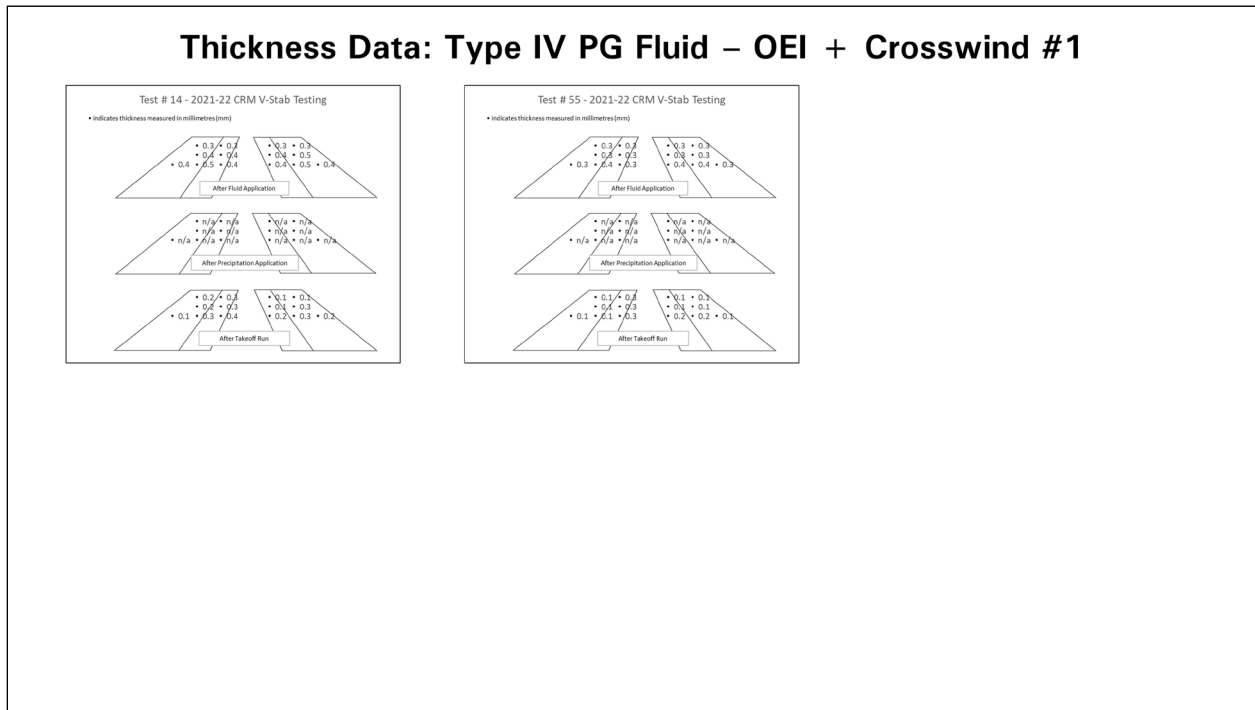 Thickness Data: Type IV PG Fluid – OEI + Crosswind #1
Test # 14 - 2021-22 CRM V-Stab Testing
• indicates thickness measured in millimetres (mm)
• 0.3 • 0.3 • 0.3 • 0.3
• 0.4 • 0.4 • 0.4 • 0.5
• 0.4 • 0.5 • 0.4 • 0.4 • 0.5 • 0.4
After Fluid Application
• n/a • n/a • n/a • n/a
• n/a • n/a • n/a • n/a
• n/a • n/a • n/a • n/a • n/a • n/a
After Precipitation Application
• 0.2 • 0.3 • 0.1 • 0.1
• 0.2 • 0.3 • 0.1 • 0.3
• 0.1 • 0.3 • 0.4 • 0.2 • 0.3 • 0.2
After Takeoff Run
Test # 55 - 2021-22 CRM V-Stab Testing
• indicates thickness measured in millimetres (mm)
• 0.3 • 0.3 • 0.3 • 0.3
• 0.3 • 0.3 • 0.3 • 0.3
• 0.3 • 0.4 • 0.3 • 0.4 • 0.4 • 0.3
After Fluid Application
• n/a • n/a • n/a • n/a
• n/a • n/a • n/a • n/a
• n/a • n/a • n/a • n/a • n/a • n/a
After Precipitation Application
• 0.1 • 0.3 • 0.1 • 0.1
• 0.1 • 0.3 • 0.1 • 0.1
• 0.1 • 0.1 • 0.3 • 0.2 • 0.2 • 0.1
After Takeoff Run